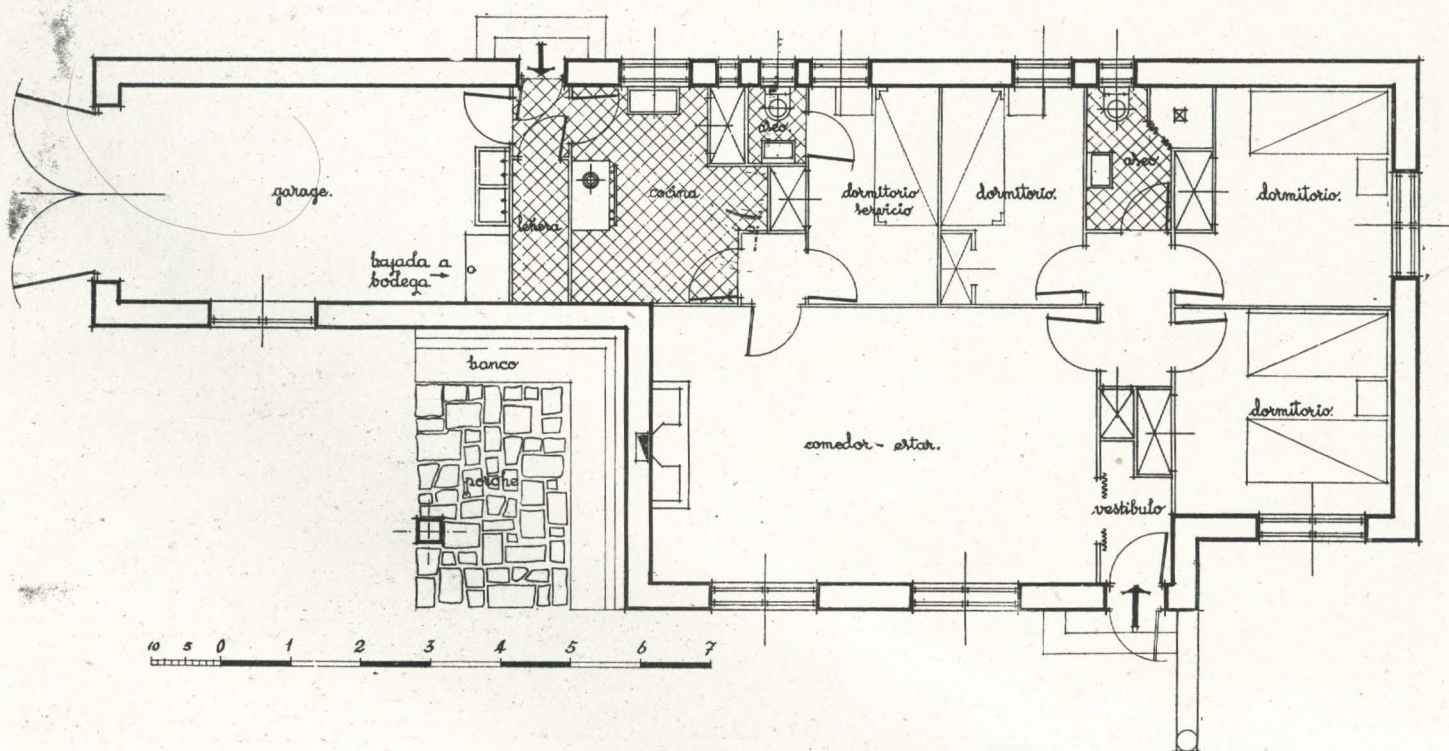 garage.
leñera
cocina
aseo.
dormitorio
servicio
dormitorio.
aseo.
dormitorio.
bajada a
bodega
banco
porche
comedor - estar.
dormitorio.
vestibulo
10 5 0 1 2 3 4 5 6 7